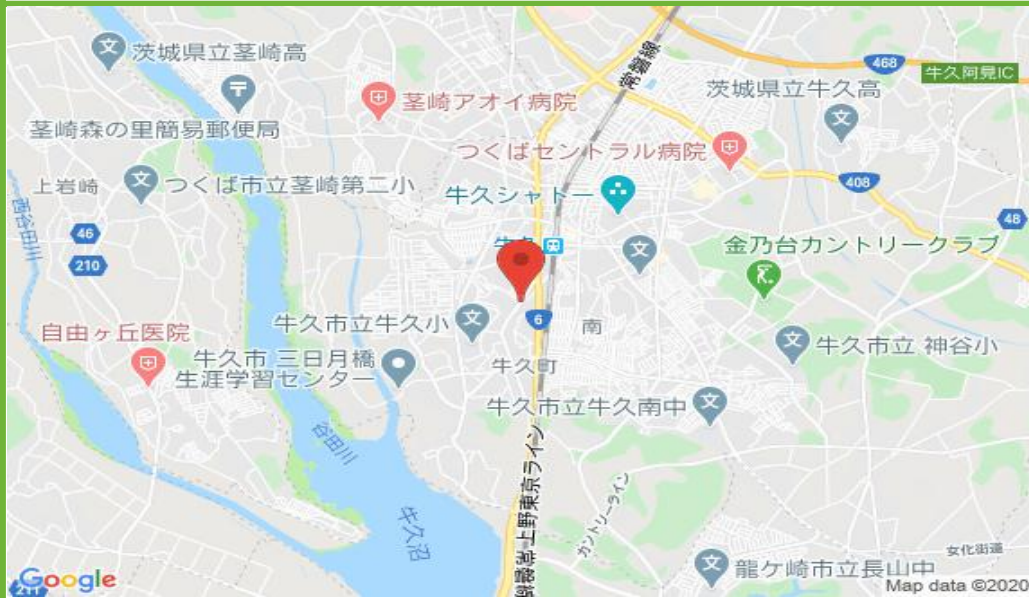 茨城県立茎崎高
常磐線
468
牛久阿見IC
茎崎アオイ病院
茨城県立牛久高
茎崎森の里簡易郵便局
つくばセントラル病院
上岩崎
つくば市立茎崎第二小
牛久シャトー
408
西谷田川
46
48
210
牛久
金乃台カントリークラブ
自由ヶ丘医院
牛久市立牛久小
6
南
牛久市立 神谷小
牛久市 三日月橋
生涯学習センター
牛久町
牛久市立牛久南中
谷田川
上野東京ライン
カントリーライン
牛久沼
女化街道
龍ケ崎市立長山中
Google
211
Map data ©2020